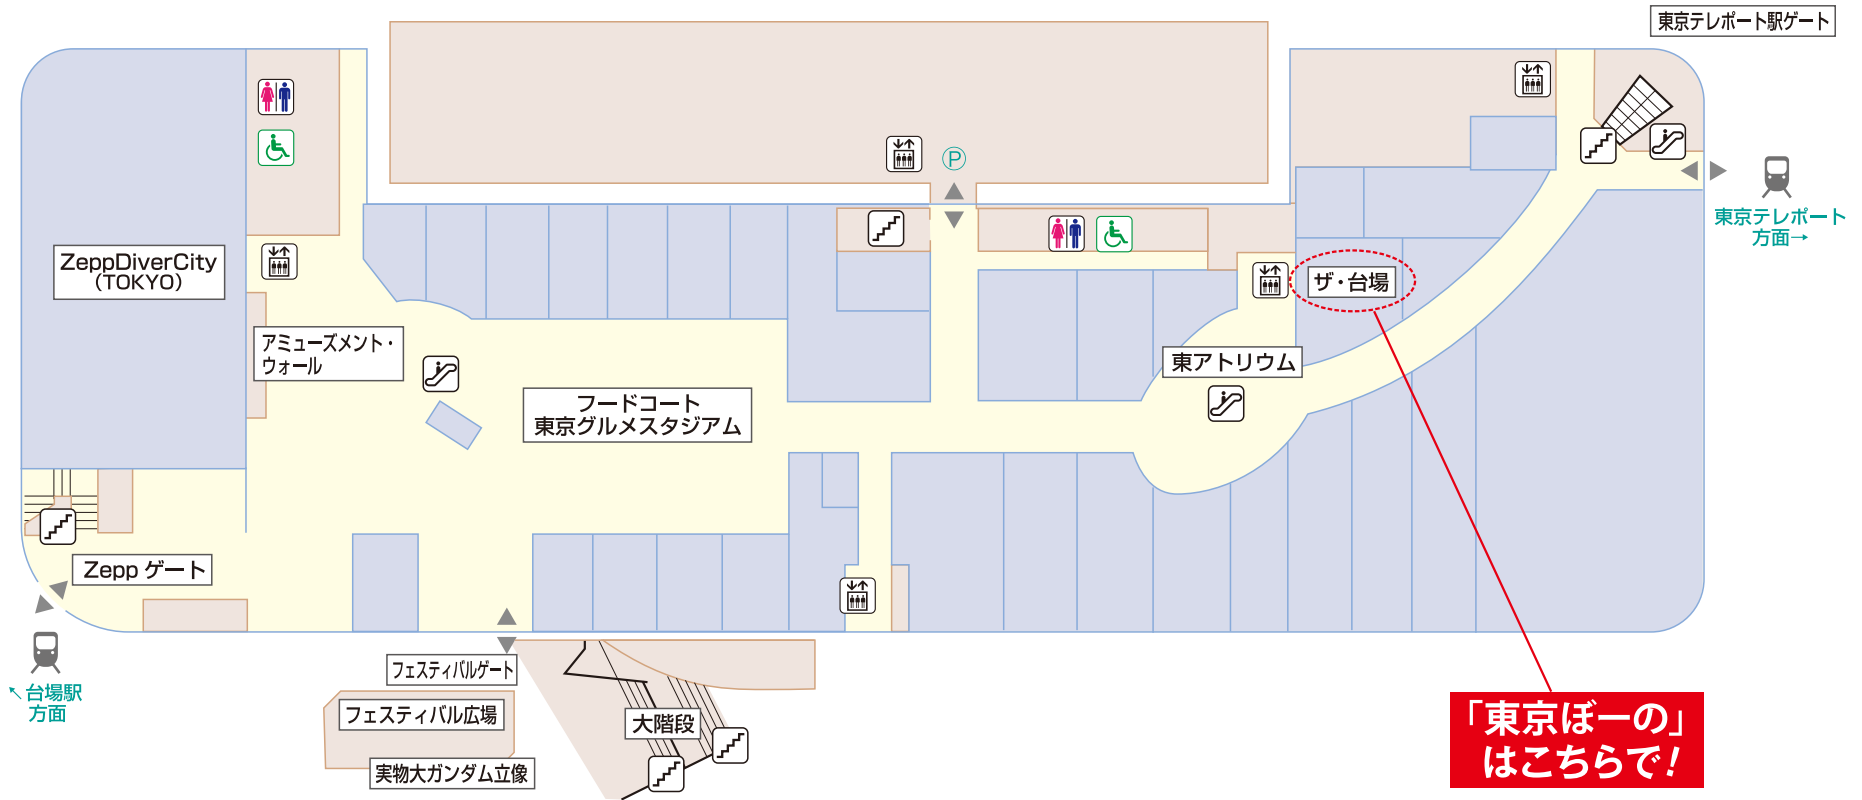 東京テレポート駅ゲート
P
東京テレポート
方面→
ZeppDiverCity
(TOKYO)
ザ・台場
アミューズメント・
ウォール
東アトリウム
フードコート
東京グルメスタジアム
Zepp ゲート
↖台場駅
方面
フェスティバルゲート
フェスティバル広場
大階段
実物大ガンダム立像
「東京ぼーの」
はこちらで!